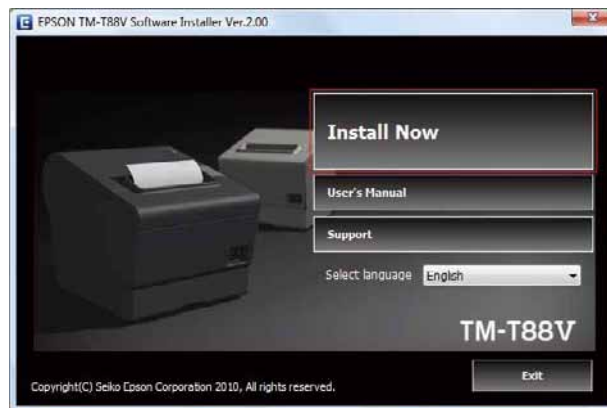 EPSON TM-T88V Software Installer Ver.2.00
Install Now
User's Manual
Support
Select language English
TM-T88V
Exit
Copyright(C) Seiko Epson Corporation 2010, All rights reserved.